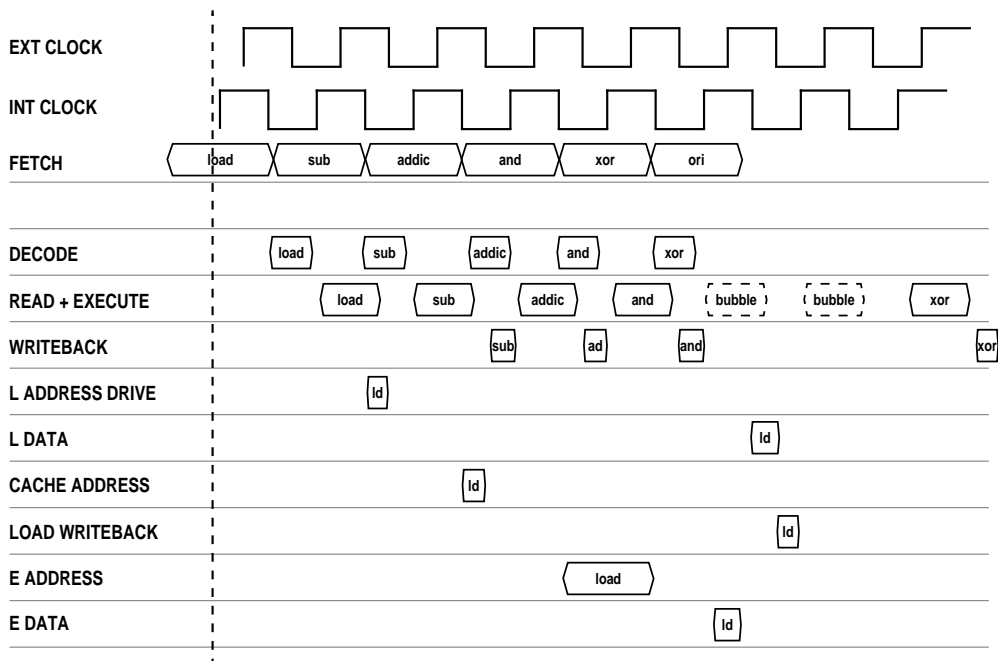 EXT CLOCK
INT CLOCK
FETCH load sub addic and xor ori
DECODE load sub addic and xor
READ + EXECUTE load sub addic and bubble bubble xor
WRITEBACK sub ad and xor
L ADDRESS DRIVE ld
L DATA ld
CACHE ADDRESS ld
LOAD WRITEBACK ld
E ADDRESS load
E DATA ld